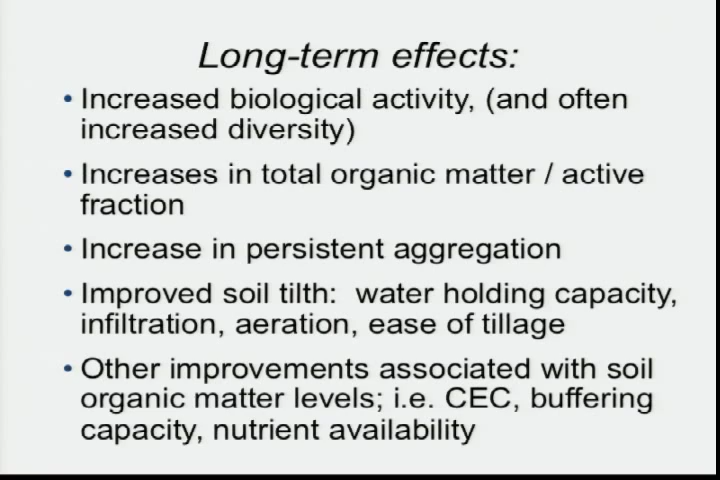 Long-term effects:
• Increased biological activity, (and often
increased diversity)
• Increases in total organic matter / active
fraction
• Increase in persistent aggregation
• Improved soil tilth:  water holding capacity,
infiltration, aeration, ease of tillage
• Other improvements associated with soil
organic matter levels; i.e. CEC, buffering
capacity, nutrient availability